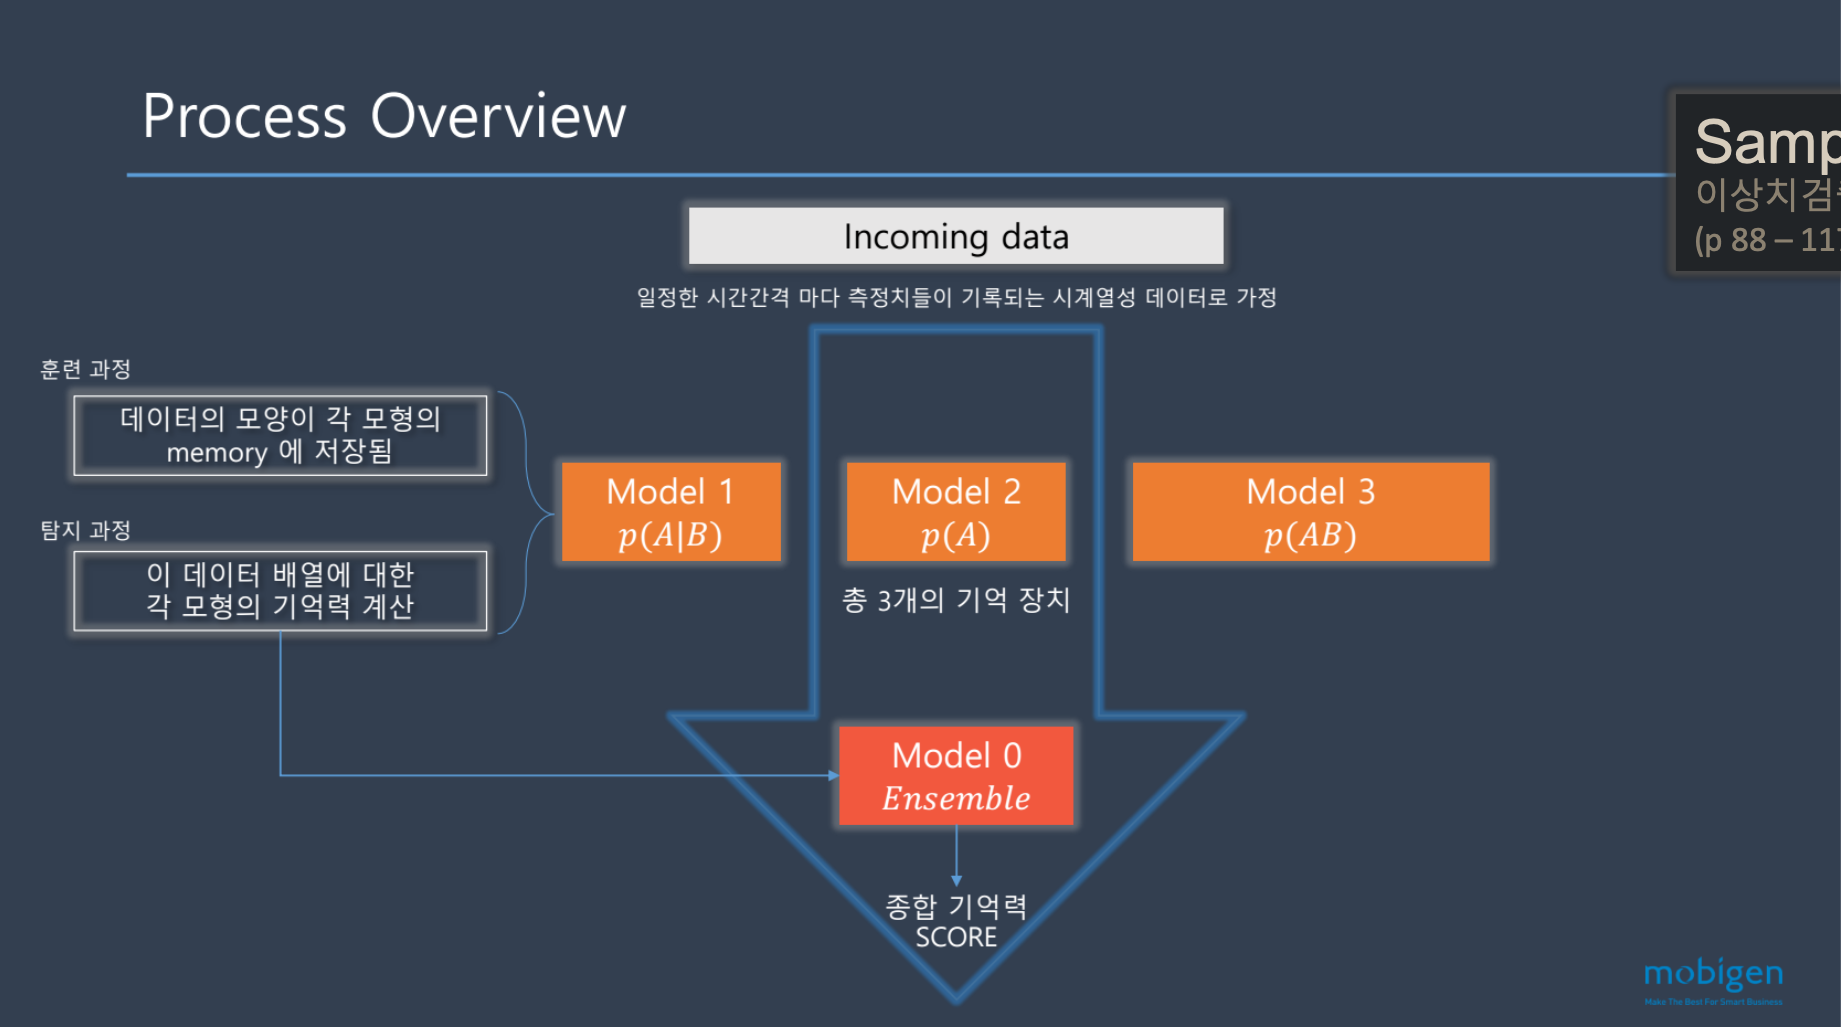 Process Overview
Samp
이상치검
(p 88 – 117
Incoming data
일정한 시간간격 마다 측정치들이 기록되는 시계열성 데이터로 가정
훈련 과정
데이터의 모양이 각 모형의
memory 에 저장됨
탐지 과정
이 데이터 배열에 대한
각 모형의 기억력 계산
Model 1
p(A|B)
Model 2
p(A)
Model 3
p(AB)
총 3개의 기억 장치
Model 0
Ensemble
종합 기억력
SCORE
mobigen
Make The Best For Smart Business